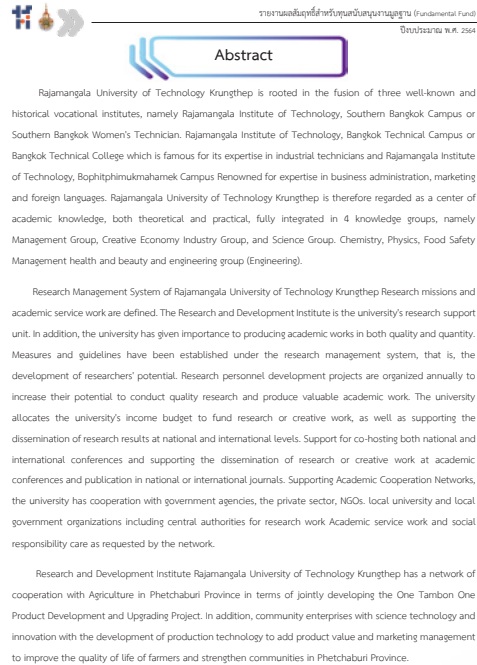 รายงานผลสัมฤทธิ์สำหรับทุนสนับสนุนงานมูลฐาน (Fundamental Fund)
ปีงบประมาณ พ.ศ. 2564
Abstract
Rajamangala University of Technology Krungthep is rooted in the fusion of three well-known and
historical vocational institutes, namely Rajamangala Institute of Technology, Southern Bangkok Campus or
Southern Bangkok Women's Technician. Rajamangala Institute of Technology, Bangkok Technical Campus or
Bangkok Technical College which is famous for its expertise in industrial technicians and Rajamangala Institute
of Technology, Bophitphimukmahamek Campus Renowned for expertise in business administration, marketing
and foreign languages. Rajamangala University of Technology Krungthep is therefore regarded as a center of
academic knowledge, both theoretical and practical, fully integrated in 4 knowledge groups, namely
Management Group, Creative Economy Industry Group, and Science Group. Chemistry, Physics, Food Safety
Management health and beauty and engineering group (Engineering).
Research Management System of Rajamangala University of Technology Krungthep Research missions and
academic service work are defined. The Research and Development Institute is the university's research support
unit. In addition, the university has given importance to producing academic works in both quality and quantity.
Measures and guidelines have been established under the research management system, that is, the
development of researchers' potential. Research personnel development projects are organized annually to
increase their potential to conduct quality research and produce valuable academic work. The university
allocates the university's income budget to fund research or creative work, as well as supporting the
dissemination of research results at national and international levels. Support for co-hosting both national and
international conferences and supporting the dissemination of research or creative work at academic
conferences and publication in national or international journals. Supporting Academic Cooperation Networks,
the university has cooperation with government agencies, the private sector, NGOs. local university and local
government organizations including central authorities for research work Academic service work and social
responsibility care as requested by the network.
Research and Development Institute Rajamangala University of Technology Krungthep has a network of
cooperation with Agriculture in Phetchaburi Province in terms of jointly developing the One Tambon One
Product Development and Upgrading Project. In addition, community enterprises with science technology and
innovation with the development of production technology to add product value and marketing management
to improve the quality of life of farmers and strengthen communities in Phetchaburi Province.